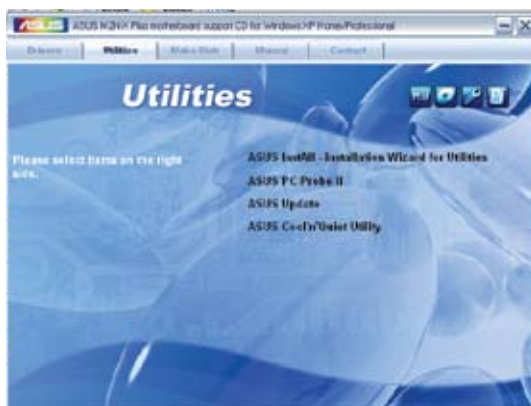 ASUS M2N-X Plus motherboard support CD for Windows XP Home/Professional
Drivers Utilities Make Disk Manual Contact
Utilities
Please select items on the right
side.
ASUS InstAll - Installation Wizard for Utilities
ASUS PC Probe II
ASUS Update
ASUS Cool'n'Quiet Utility